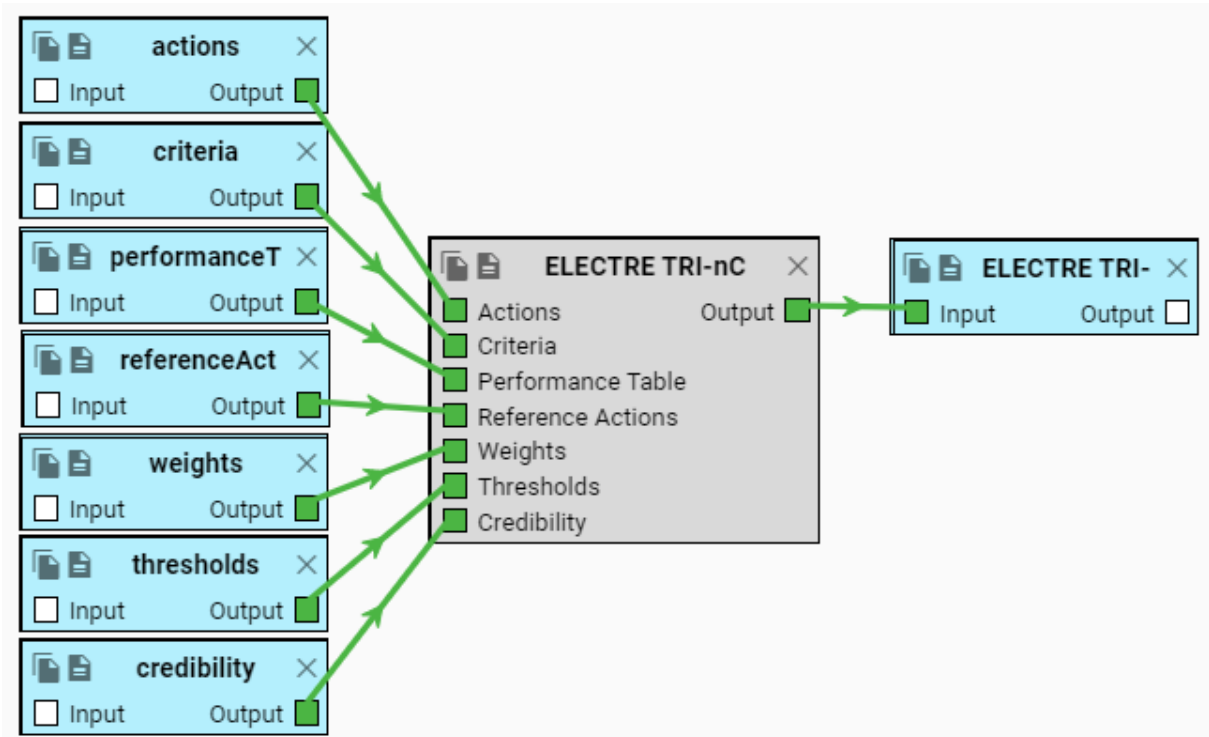 actions
Input Output
criteria
Input Output
performanceT
Input Output
referenceAct
Input Output
weights
Input Output
thresholds
Input Output
credibility
Input Output
ELECTRE TRI-nC
Actions Output
Criteria
Performance Table
Reference Actions
Weights
Thresholds
Credibility
ELECTRE TRI-
Input Output